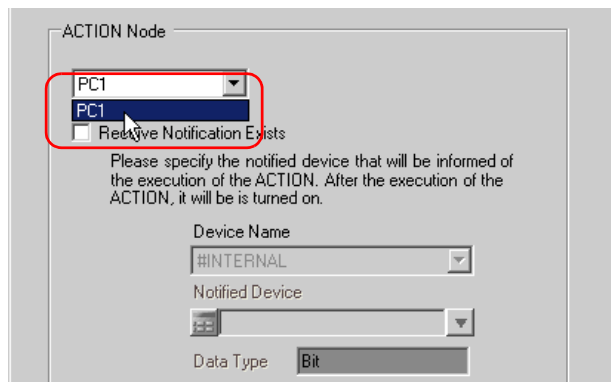 ACTION Node
PC1
PC1
Receive Notification Exists
Please specify the notified device that will be informed of
the execution of the ACTION. After the execution of the
ACTION, it will be is turned on.
Device Name
#INTERNAL
Notified Device
Data Type Bit